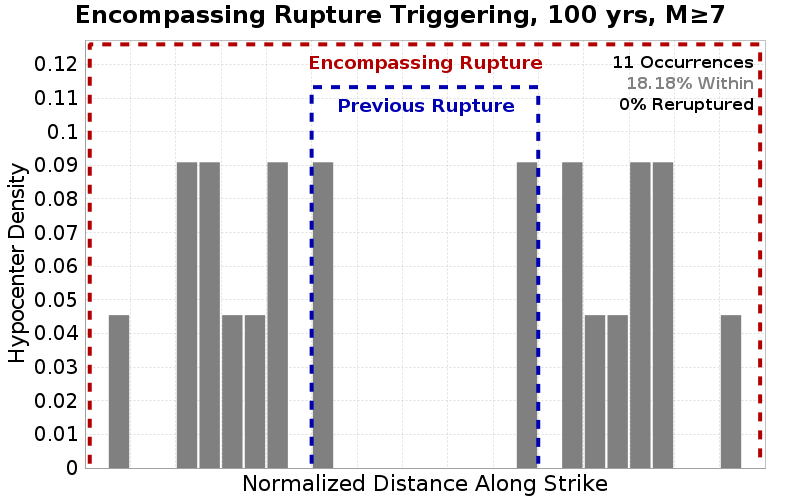 Encompassing Rupture Triggering, 100 yrs, M≥7
Encompassing Rupture
11 Occurrences
18.18% Within
0% Reruptured
Previous Rupture
Hypocenter Density
0.12
0.11
0.1
0.09
0.08
0.07
0.06
0.05
0.04
0.03
0.02
0.01
0
Normalized Distance Along Strike